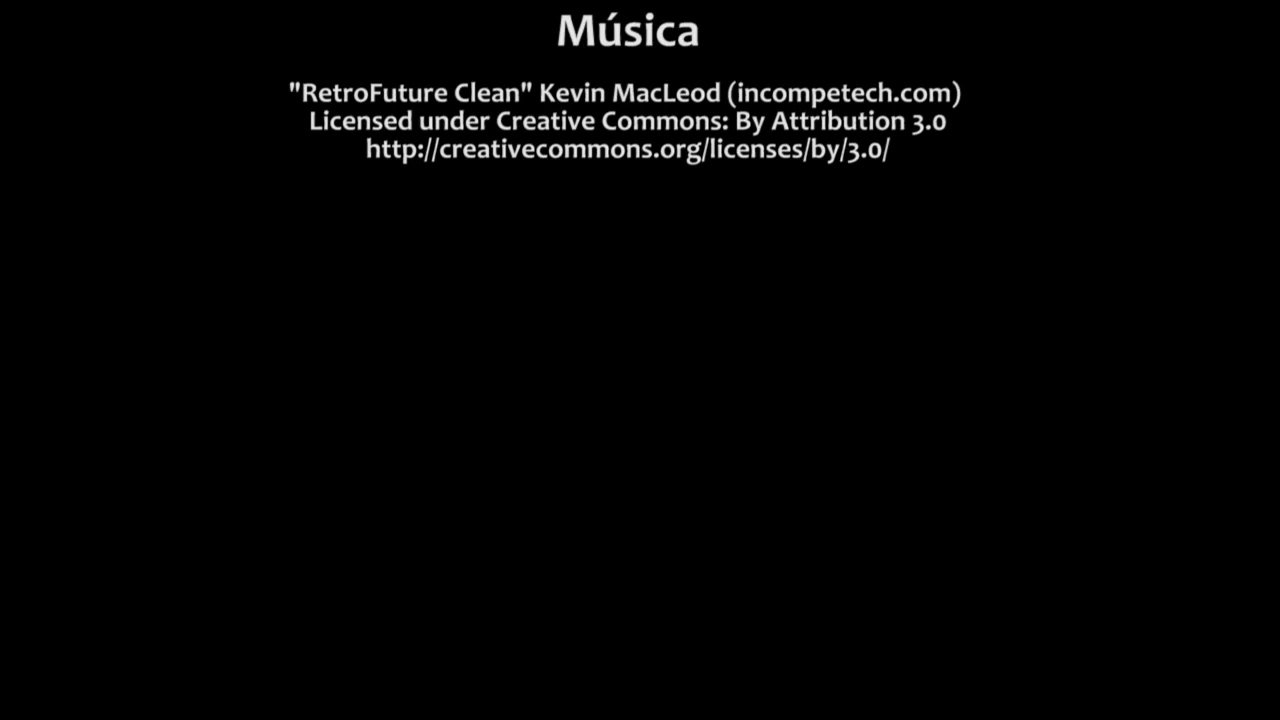 Música
"RetroFuture Clean" Kevin MacLeod (incompetech.com)
Licensed under Creative Commons: By Attribution 3.0
http://creativecommons.org/licenses/by/3.0/